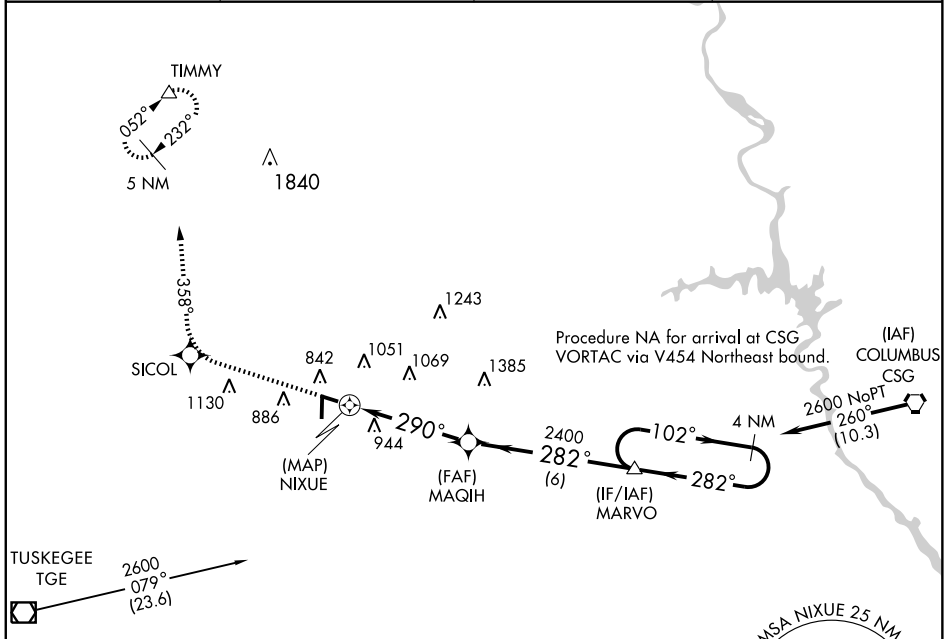 TIMMY
052°
232°
5 NM
1840
358°
SICOL
1130
886
842
1051
1069
1243
1385
944
(MAP)
NIXUE
290°
(FAF)
MAQIH
2400
282°
(6)
(IF/IAF)
MARVO
102°
282°
4 NM
Procedure NA for arrival at CSG
VORTAC via V454 Northeast bound.
(IAF)
COLUMBUS
CSG
2600 NoPT
260°
(10.3)
TUSKEGEE
TGE
2600
079°
(23.6)
MSA NIXUE 25 NM